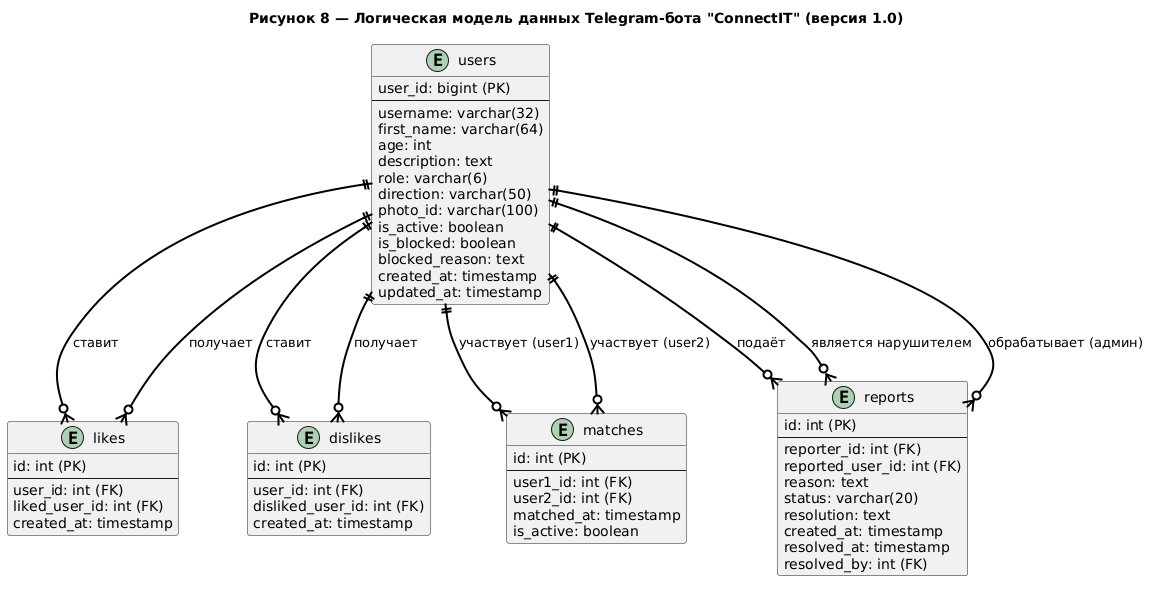 Рисунок 8 — Логическая модель данных Telegram-бота "ConnectIT" (версия 1.0)
E users
user_id: bigint (PK)
username: varchar(32)
first_name: varchar(64)
age: int
description: text
role: varchar(6)
direction: varchar(50)
photo_id: varchar(100)
is_active: boolean
is_blocked: boolean
blocked_reason: text
created_at: timestamp
updated_at: timestamp
ставит
получает
ставит
получает
участвует (user1)
участвует (user2)
подаёт
является нарушителем
обрабатывает (админ)
E likes
id: int (PK)
user_id: int (FK)
liked_user_id: int (FK)
created_at: timestamp
E dislikes
id: int (PK)
user_id: int (FK)
disliked_user_id: int (FK)
created_at: timestamp
E matches
id: int (PK)
user1_id: int (FK)
user2_id: int (FK)
matched_at: timestamp
is_active: boolean
E reports
id: int (PK)
reporter_id: int (FK)
reported_user_id: int (FK)
reason: text
status: varchar(20)
resolution: text
created_at: timestamp
resolved_at: timestamp
resolved_by: int (FK)